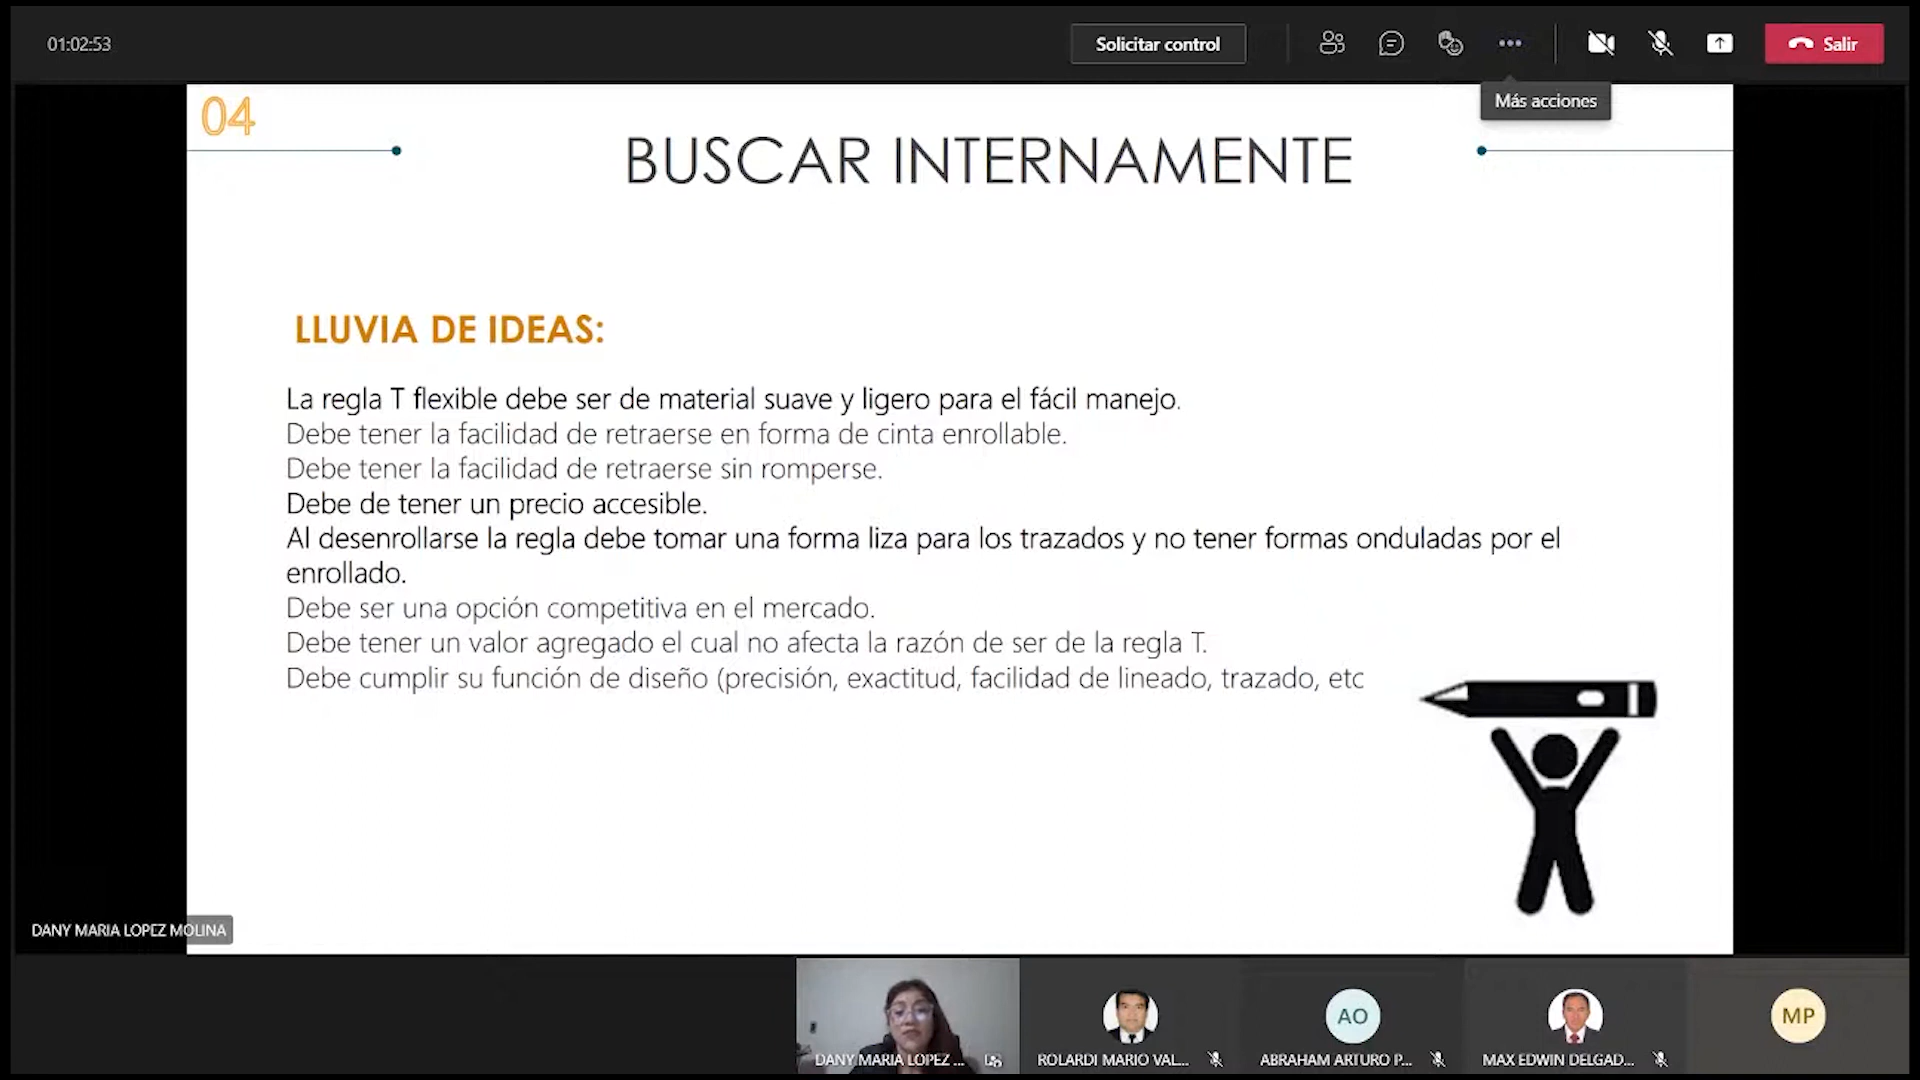 01:02:53
Solicitar control
Salir
Más acciones
04
BUSCAR INTERNAMENTE
LLUVIA DE IDEAS:
La regla T flexible debe ser de material suave y ligero para el fácil manejo.
Debe tener la facilidad de retraerse en forma de cinta enrollable.
Debe tener la facilidad de retraerse sin romperse.
Debe de tener un precio accesible.
Al desenrollarse la regla debe tomar una forma liza para los trazados y no tener formas onduladas por el
enrollado.
Debe ser una opción competitiva en el mercado.
Debe tener un valor agregado el cual no afecta la razón de ser de la regla T.
Debe cumplir su función de diseño (precisión, exactitud, facilidad de lineado, trazado, etc
DANY MARIA LOPEZ MOLINA
AO
MP
DANY MARIA LOPEZ ...
ROLARDI MARIO VAL...
ABRAHAM ARTURO P...
MAX EDWIN DELGAD...